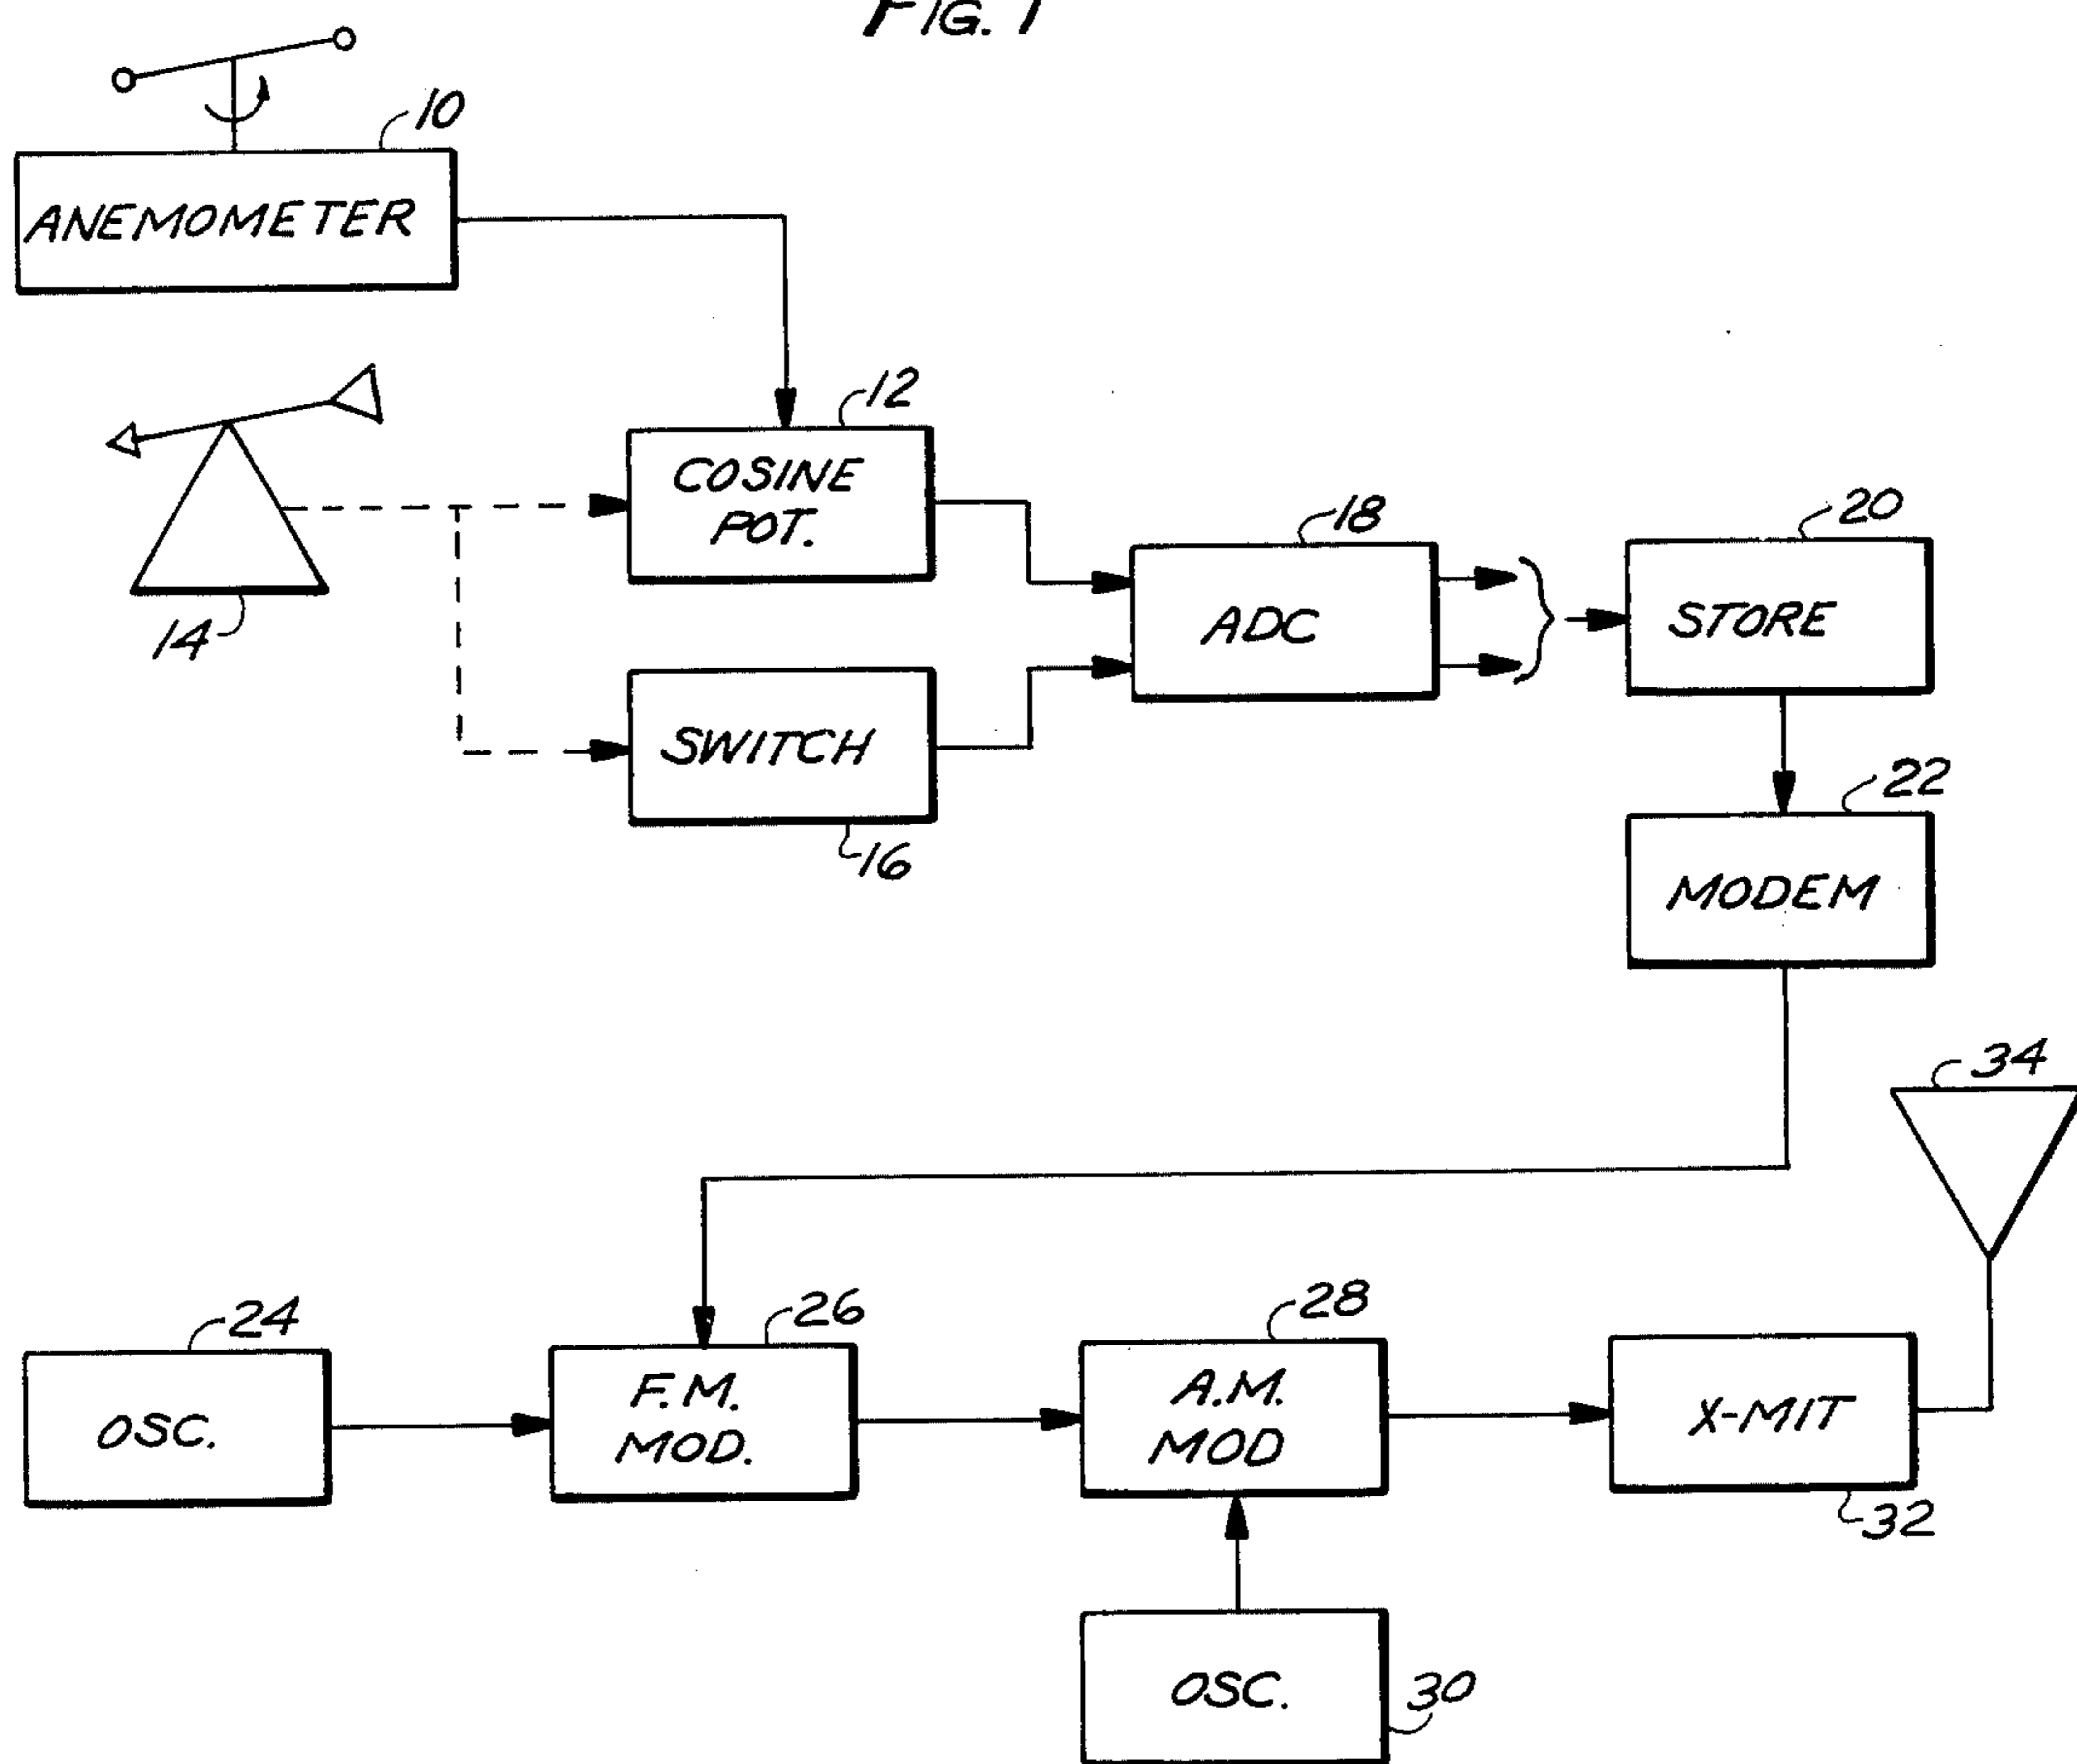 FIG. 1
10
ANEMOMETER
12
COSINE
POT.
14
18
ADC
20
STORE
SWITCH
16
22
MODEM
34
24
OSC.
26
F.M.
MOD.
28
A.M.
MOD
X-MIT
32
OSC.
30